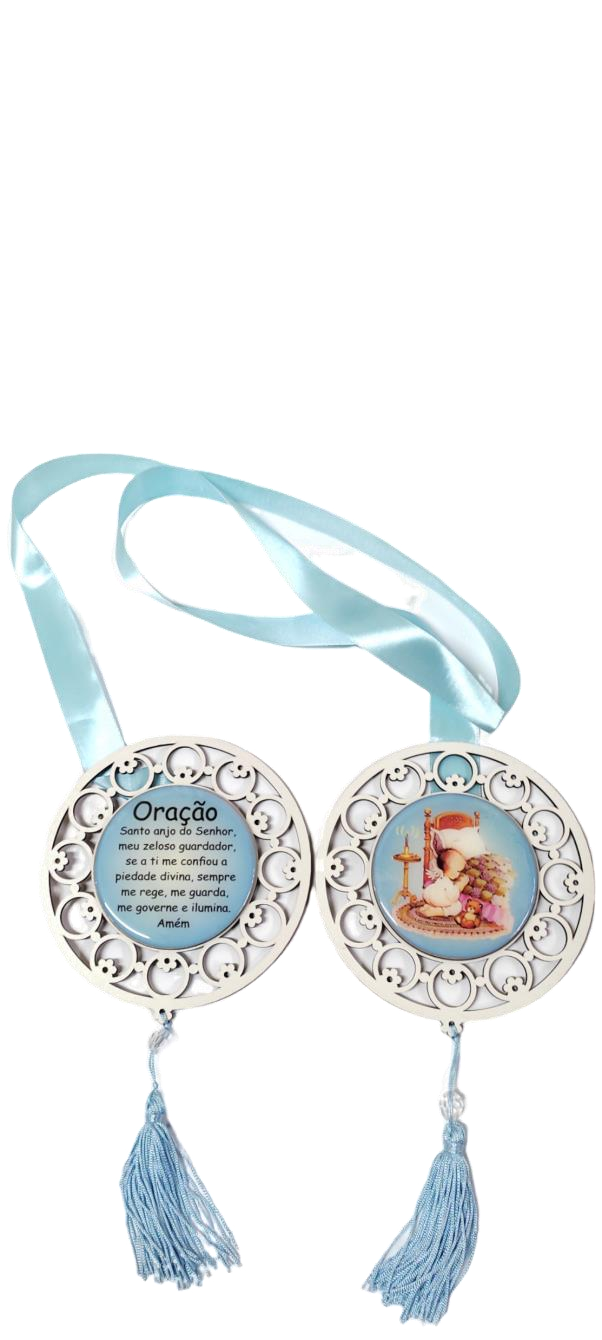 Oração
Santo anjo do Senhor,
meu zeloso guardador,
se a ti me confiou a
piedade divina, sempre
me rege, me guarda,
me governe e ilumina.
Amém